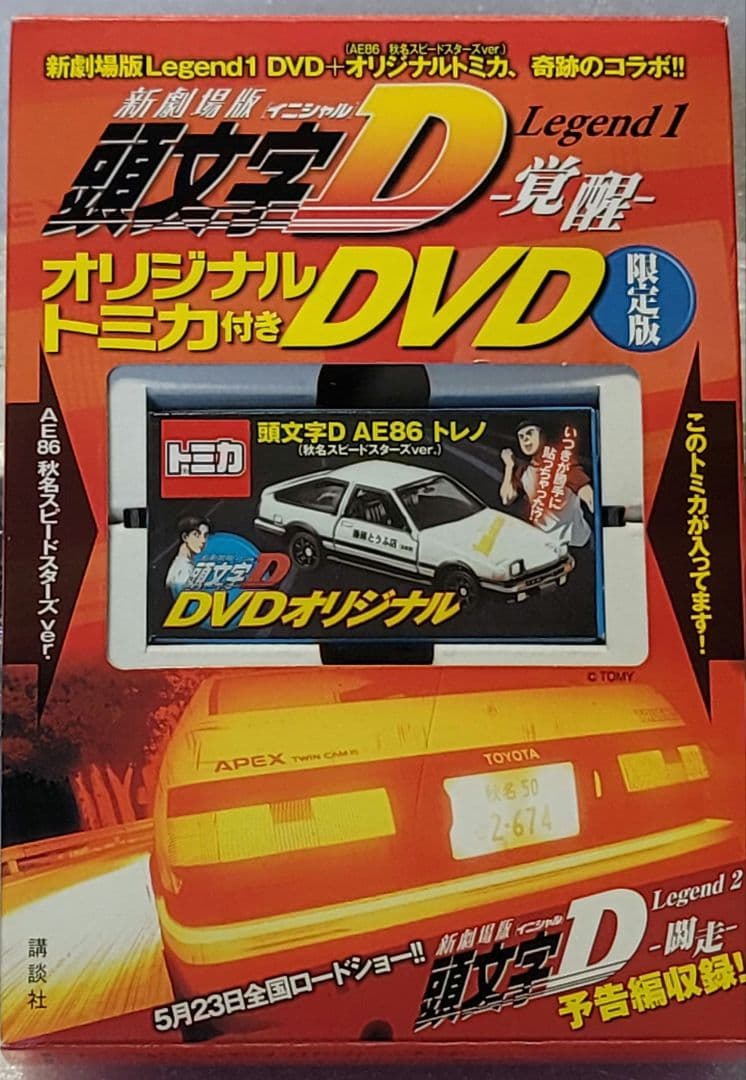 (AE86 秋名スピードスターズver.)
新劇場版Legend1 DVD+オリジナルトミカ、奇跡のコラボ!!
新劇場版 [イニシャル]
頭文字D Legend1
-覚醒-
オリジナル
トミカ付き
DVD
限定版
AE86 秋名スピードスターズver.
このトミカが入ってます!
トミカ
頭文字D AE86 トレノ
(秋名スピードスターズver.)
いつきが勝手に
貼っちゃった!?
藤原とうふ店(自家用)
頭文字D
DVDオリジナル
© TOMY
APEX TWIN CAM 16
TOYOTA
秋名 50
2-674
新劇場版 イニシャル
頭文字D Legend 2
-闘走-
予告編収録!
5月23日全国ロードショー!!
講談社